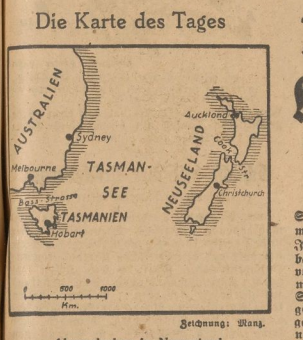 Die Karte des Tages
AUSTRALIEN
Sydney
Melbourne
Bass-Strasse
TASMANIEN
Hobart
TASMAN-
SEE
NEUSEELAND
Auckland
Cook-Str.
Christchurch
0 500 1000
Km.
Zeichnung: Manz.